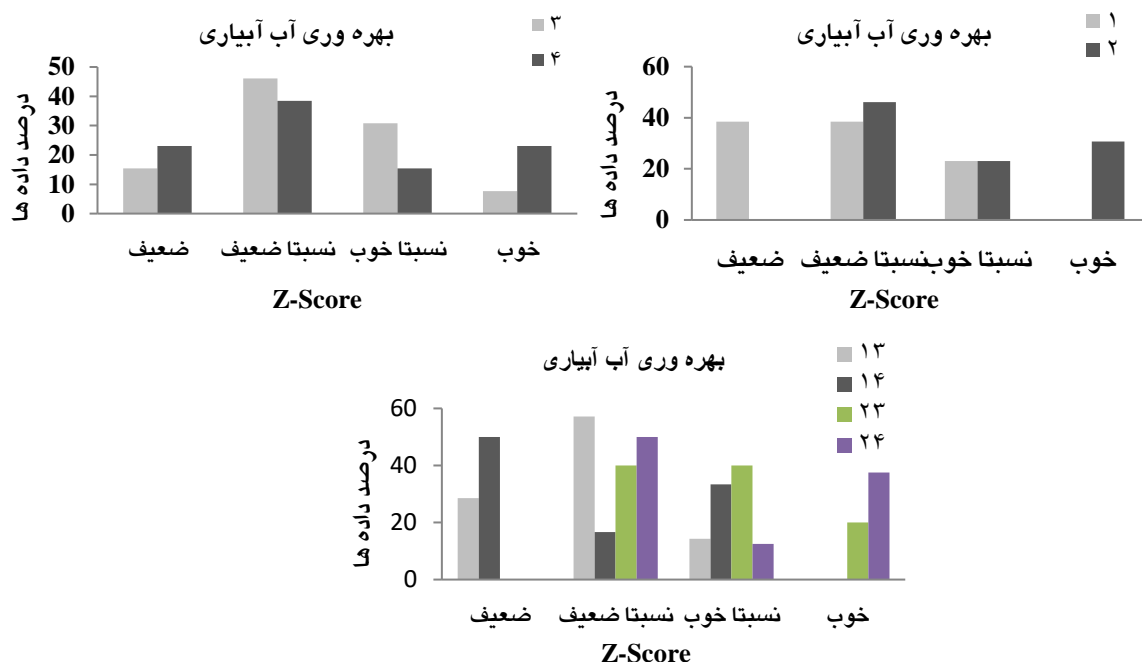 بهره وری آب آبیاری
۱
۲
درصد داده ها
60
40
20
0
ضعیف
نسبتا ضعیف
نسبتا خوب
خوب
Z-Score
بهره وری آب آبیاری
۳
۴
درصد داده ها
50
40
30
20
10
0
ضعیف
نسبتا ضعیف
نسبتا خوب
خوب
Z-Score
بهره وری آب آبیاری
۱۳
۱۴
۲۳
۲۴
درصد داده ها
60
40
20
0
ضعیف
نسبتا ضعیف
نسبتا خوب
خوب
Z-Score